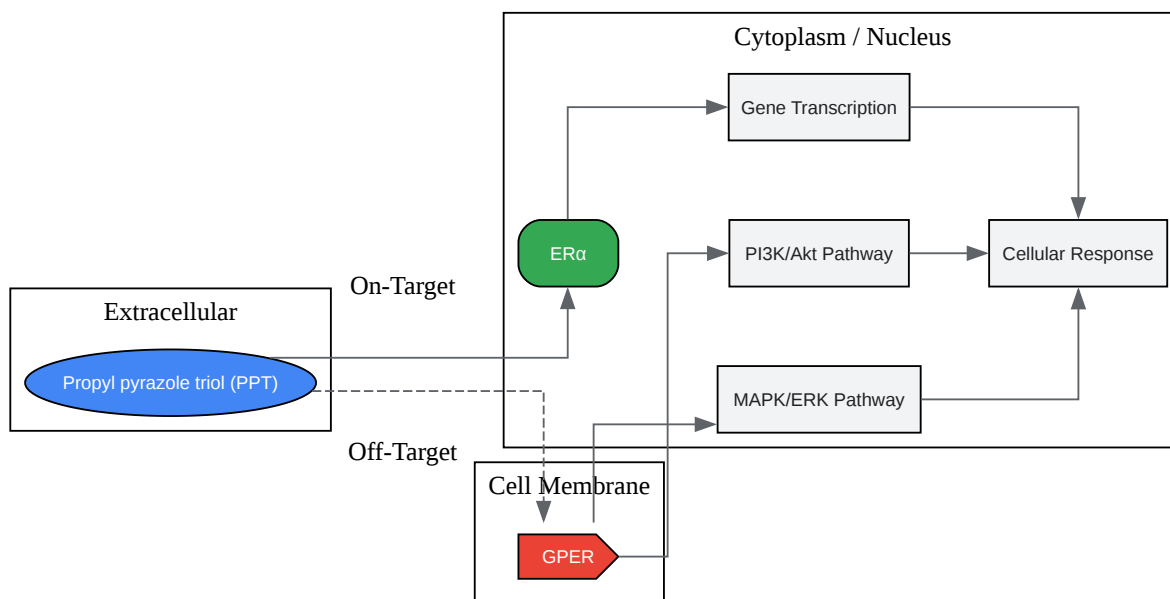 Cytoplasm / Nucleus
Gene Transcription
ERα
PI3K/Akt Pathway
Cellular Response
On-Target
Extracellular
Propyl pyrazole triol (PPT)
MAPK/ERK Pathway
Off-Target
Cell Membrane
GPER